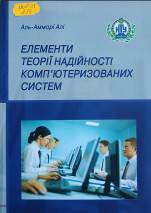 Аль-Амморі Алі
ЕЛЕМЕНТИ
ТЕОРІЇ НАДІЙНОСТІ
КОМП'ЮТЕРИЗОВАНИХ
СИСТЕМ